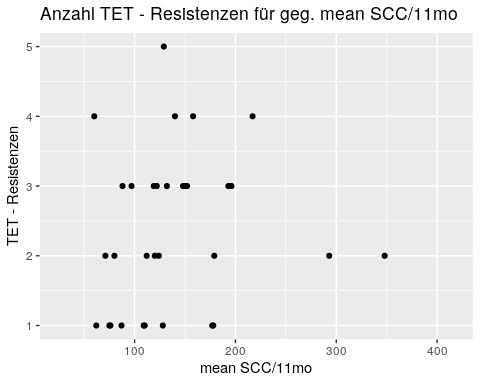 Anzahl TET - Resistenzen für geg. mean SCC/11mo
TET - Resistenzen
5
4
3
2
1
100 200 300 400
mean SCC/11mo